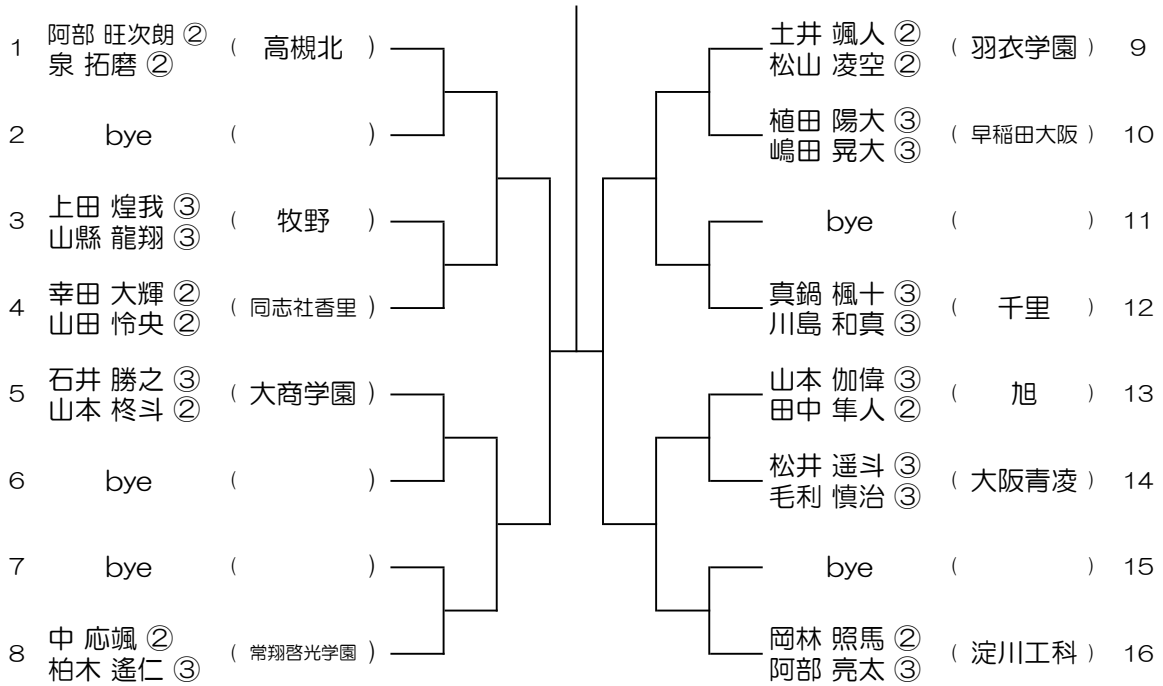 1 阿部 旺次朗 ② ( 高槻北 )
泉 拓磨 ②
2 bye ( )
3 上田 煌我 ③ ( 牧野 )
山縣 龍翔 ③
4 幸田 大輝 ② ( 同志社香里 )
山田 怜央 ②
5 石井 勝之 ③ ( 大商学園 )
山本 柊斗 ②
6 bye ( )
7 bye ( )
8 中 応颯 ② ( 常翔啓光学園 )
柏木 遙仁 ③
土井 颯人 ② ( 羽衣学園 ) 9
松山 凌空 ②
植田 陽大 ③ ( 早稲田大阪 ) 10
嶋田 晃大 ③
bye ( ) 11
真鍋 楓十 ③ ( 千里 ) 12
川島 和真 ③
山本 伽偉 ③ ( 旭 ) 13
田中 隼人 ②
松井 遥斗 ③ ( 大阪青凌 ) 14
毛利 慎治 ③
bye ( ) 15
岡林 照馬 ② ( 淀川工科 ) 16
阿部 亮太 ③